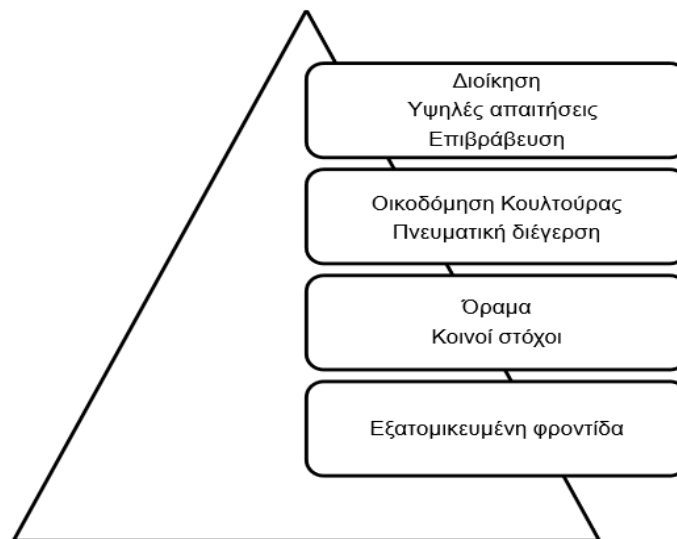 Διοίκηση
Υψηλές απαιτήσεις
Επιβράβευση
Οικοδόμηση Κουλτούρας
Πνευματική διέγερση
Όραμα
Κοινοί στόχοι
Εξατομικευμένη φροντίδα